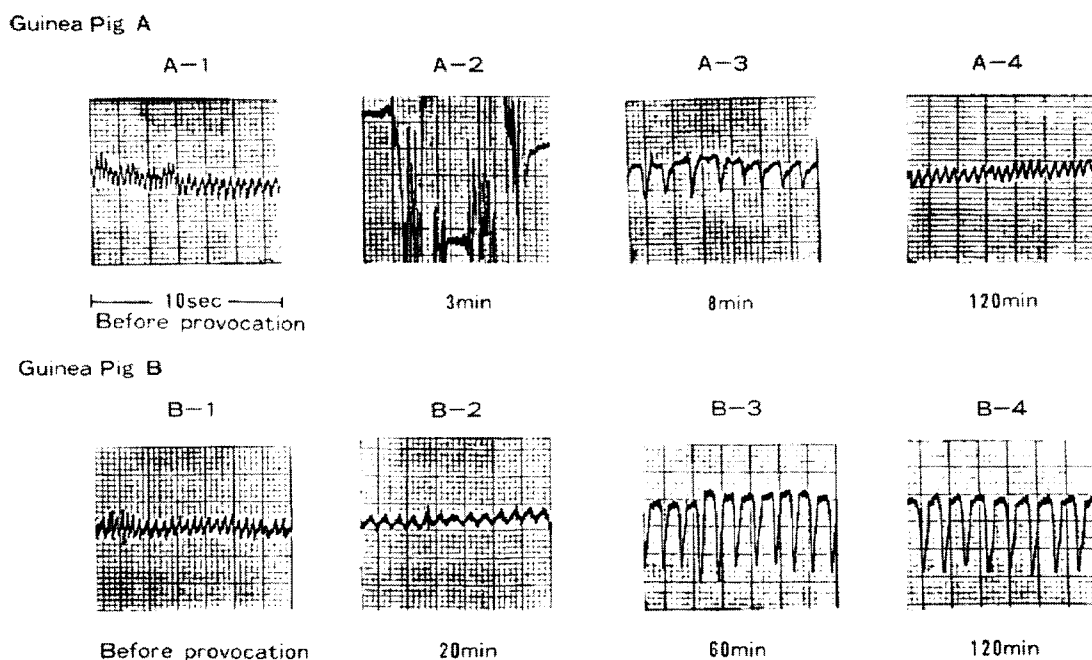 Guinea Pig A
A-1 A-2 A-3 A-4
10sec 3min 8min 120min
Before provocation
Guinea Pig B
B-1 B-2 B-3 B-4
Before provocation 20min 60min 120min